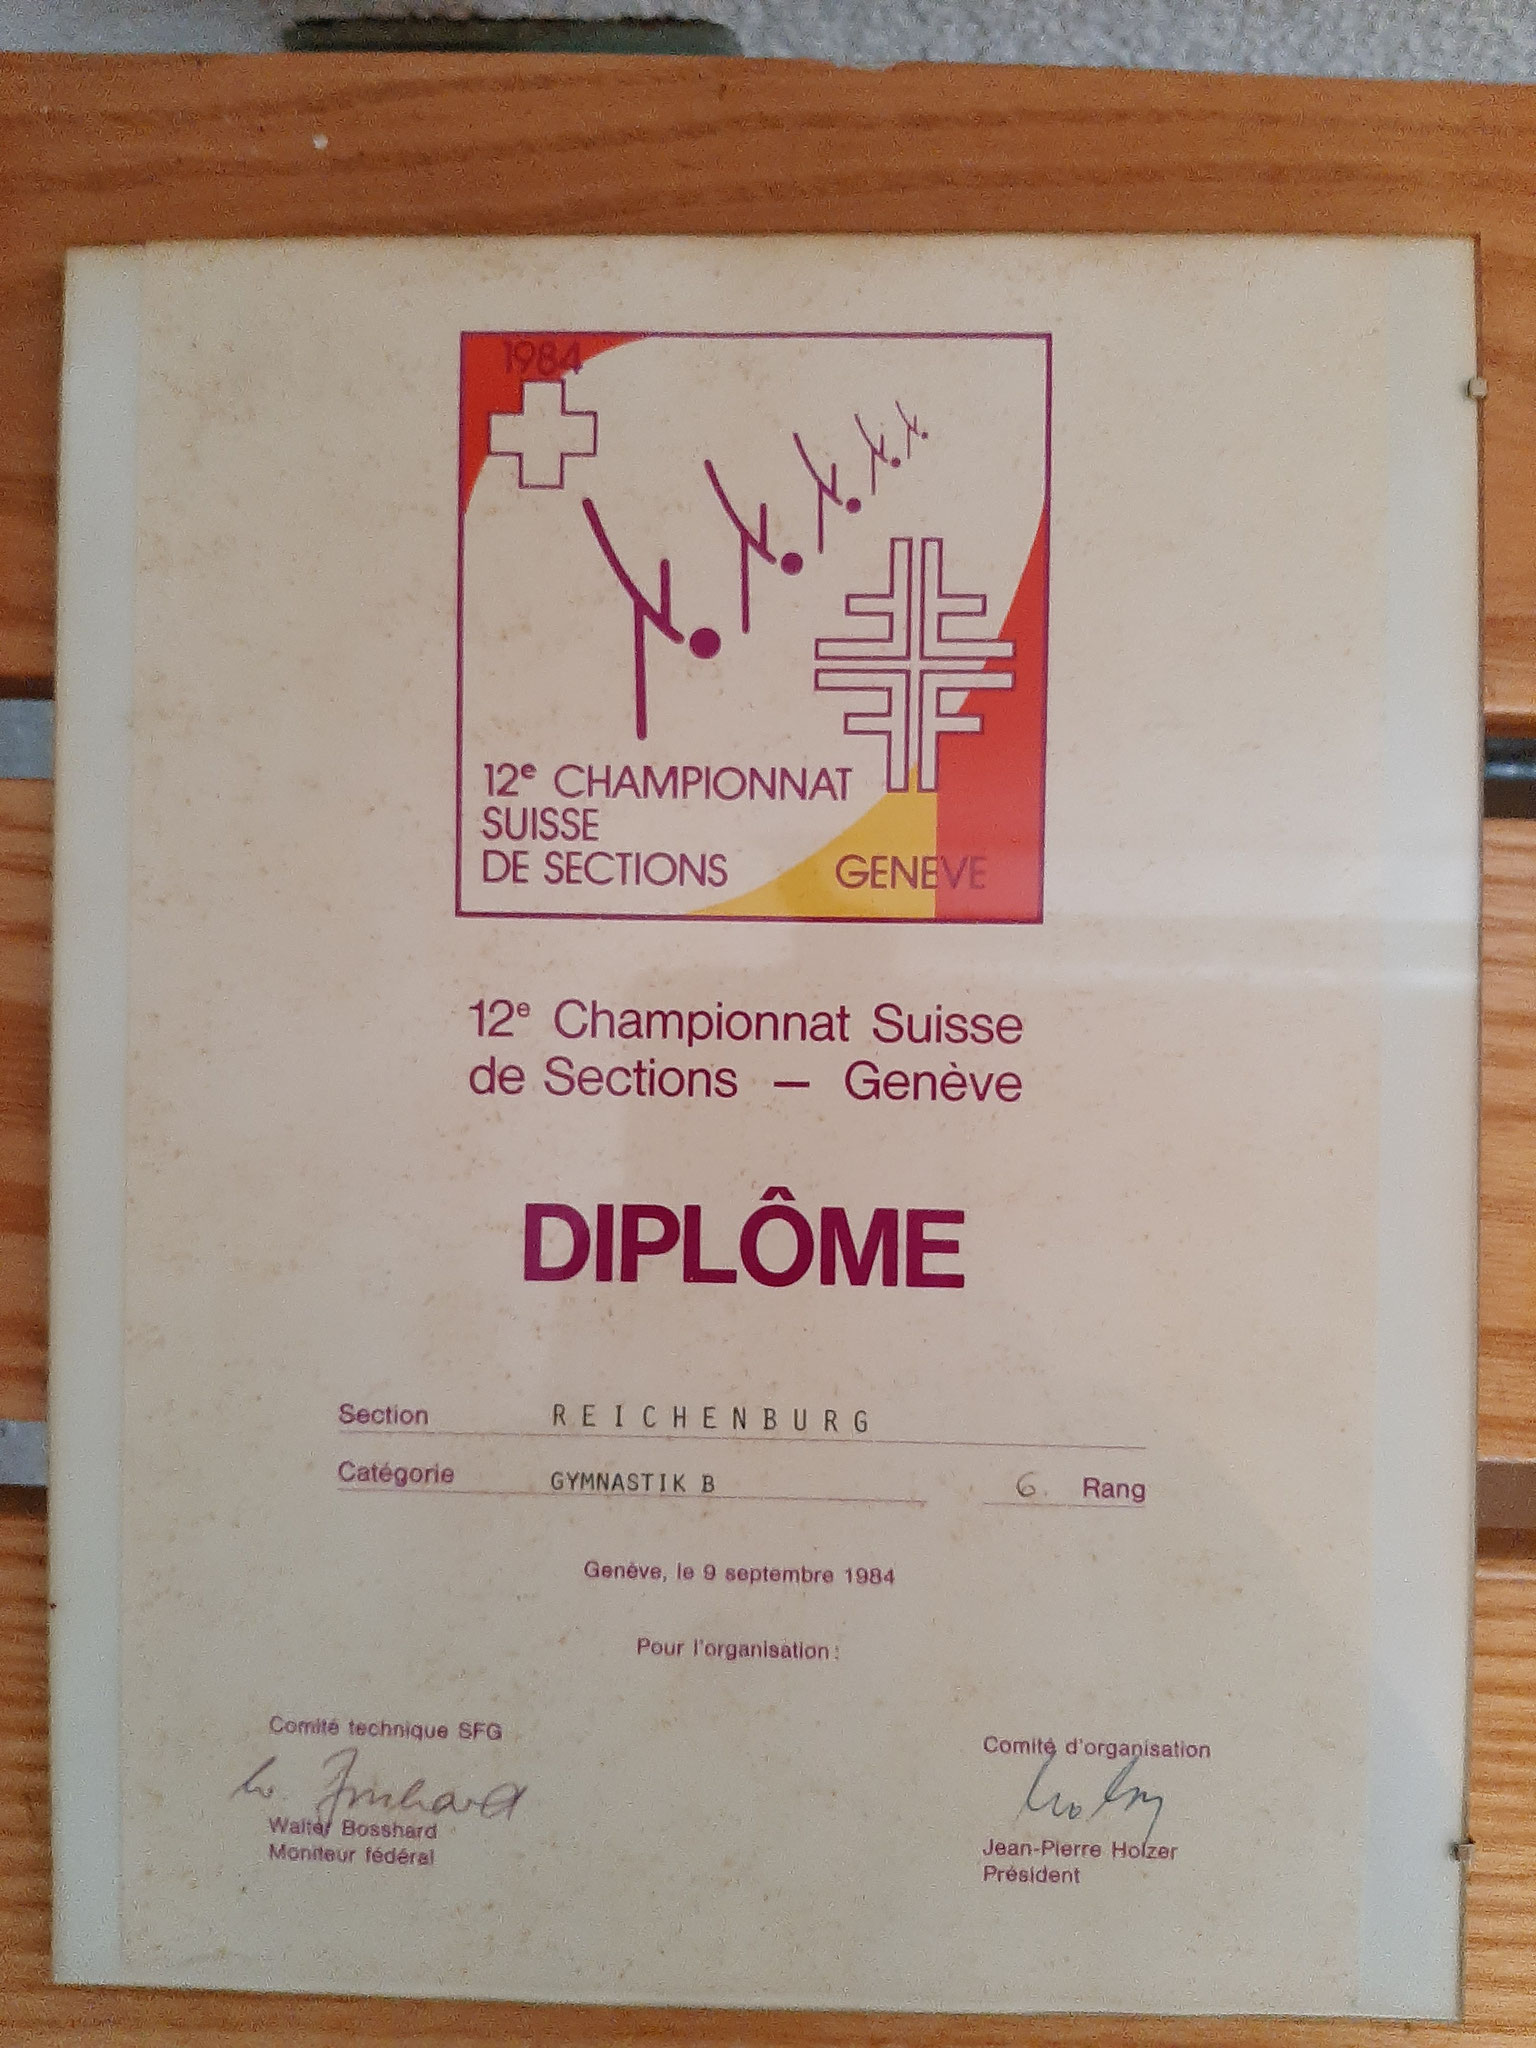 1984
12e CHAMPIONNAT
SUISSE
DE SECTIONS
GENEVE
12e Championnat Suisse
de Sections — Genève
DIPLÔME
Section REICHENBURG
Catégorie GYMNASTIK B 6. Rang
Genève, le 9 septembre 1984
Pour l'organisation:
Comité technique SFG
W. Bosshard
Walter Bosshard
Moniteur fédéral
Comité d'organisation
Holzer
Jean-Pierre Holzer
Président